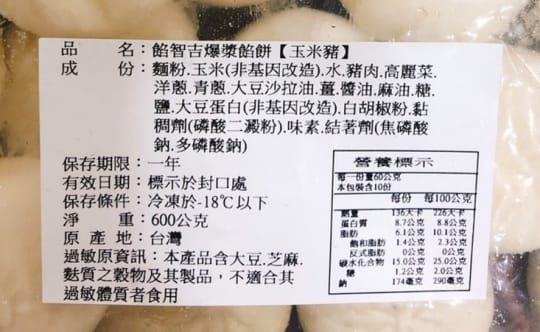 品　　名：餡智吉爆漿餡餅【玉米豬】
成　　份：麵粉.玉米(非基因改造).水.豬肉.高麗菜.
洋蔥.青蔥.大豆沙拉油.薑.醬油.麻油.糖.
鹽.大豆蛋白(非基因改造).白胡椒粉.黏
稠劑(磷酸二澱粉).味素.結著劑(焦磷酸
鈉.多磷酸鈉)
保存期限：一年
有效日期：標示於封口處
保存條件：冷凍於-18℃以下
淨　　重：600公克
原 產 地：台灣
過敏原資訊：本產品含大豆.芝麻.
麩質之穀物及其製品，不適合其
過敏體質者食用
營養標示
每一份量60公克
本包裝含10份
每份 每100公克
熱量 136大卡 226大卡
蛋白質 8.7公克 8.8公克
脂肪 6.1公克 10.1公克
飽和脂肪 1.4公克 2.3公克
反式脂肪 0公克 0公克
碳水化合物 15.0公克 25.0公克
糖 1.2公克 2.0公克
鈉 174毫克 290毫克